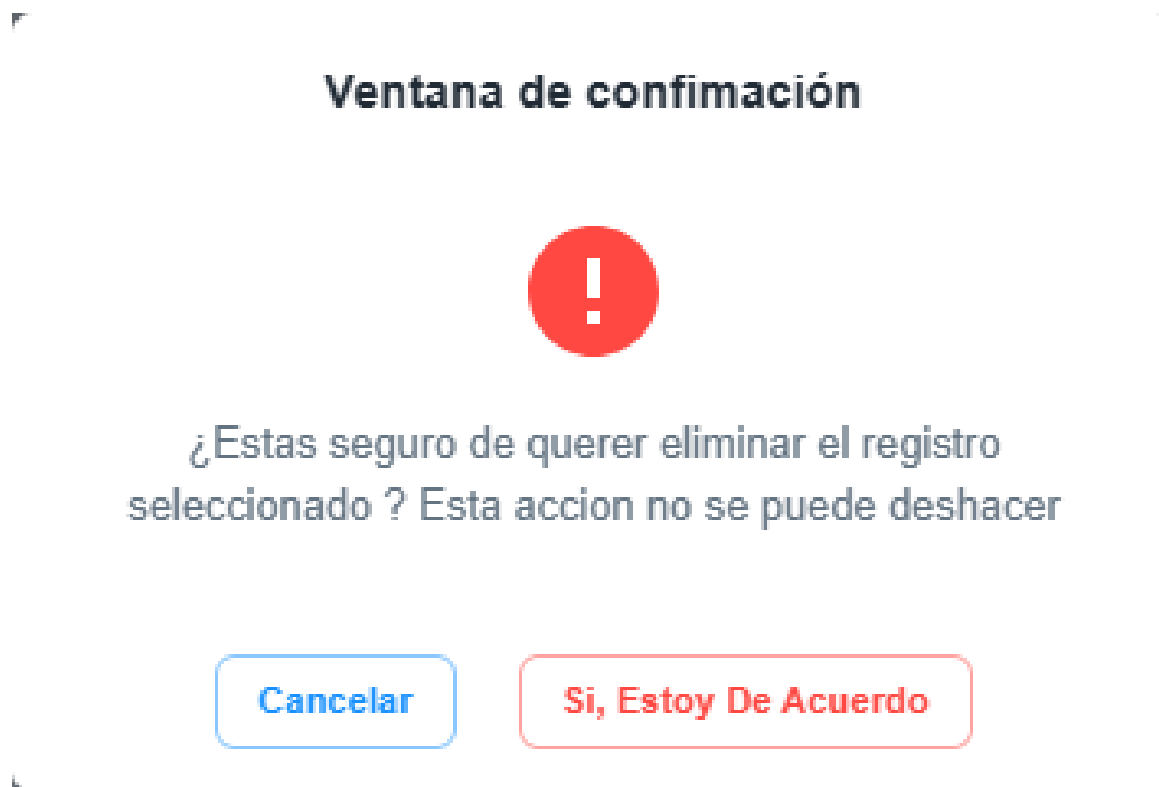 Ventana de confimación
!
¿Estas seguro de querer eliminar el registro
seleccionado ? Esta accion no se puede deshacer
Cancelar
Si, Estoy De Acuerdo